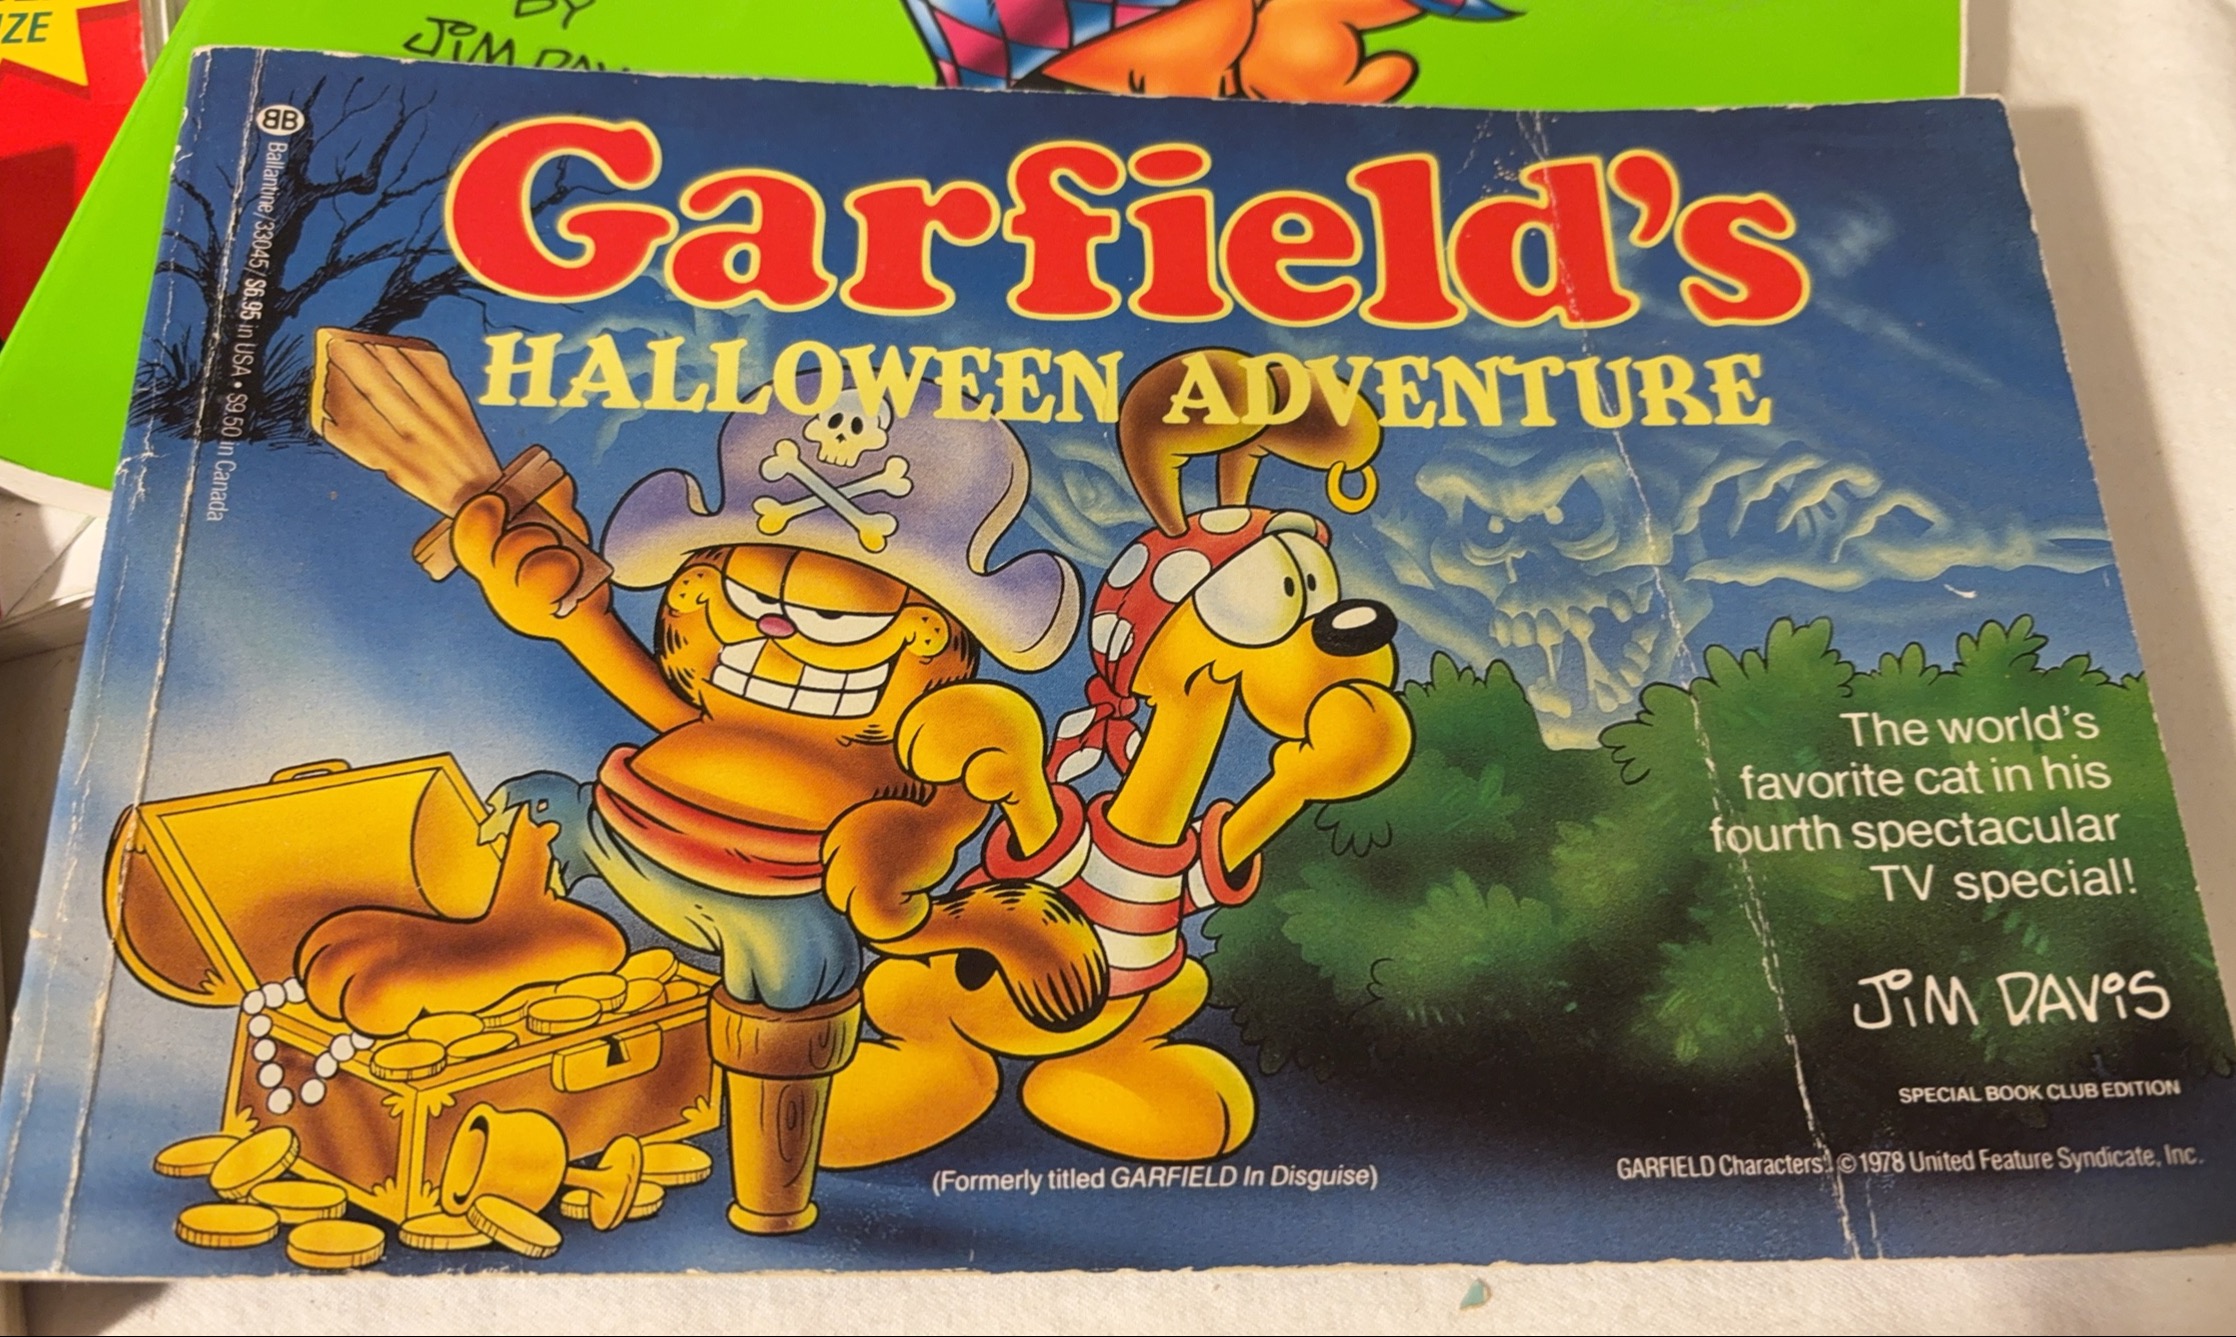 ZE
BY
JIM DAV
BB
Ballantine/33045/$6.95 in USA • $9.50 in Canada
Garfield's
HALLOWEEN ADVENTURE
The world's
favorite cat in his
fourth spectacular
TV special!
JIM DAVIS
SPECIAL BOOK CLUB EDITION
(Formerly titled GARFIELD In Disguise)
GARFIELD Characters: © 1978 United Feature Syndicate, Inc.